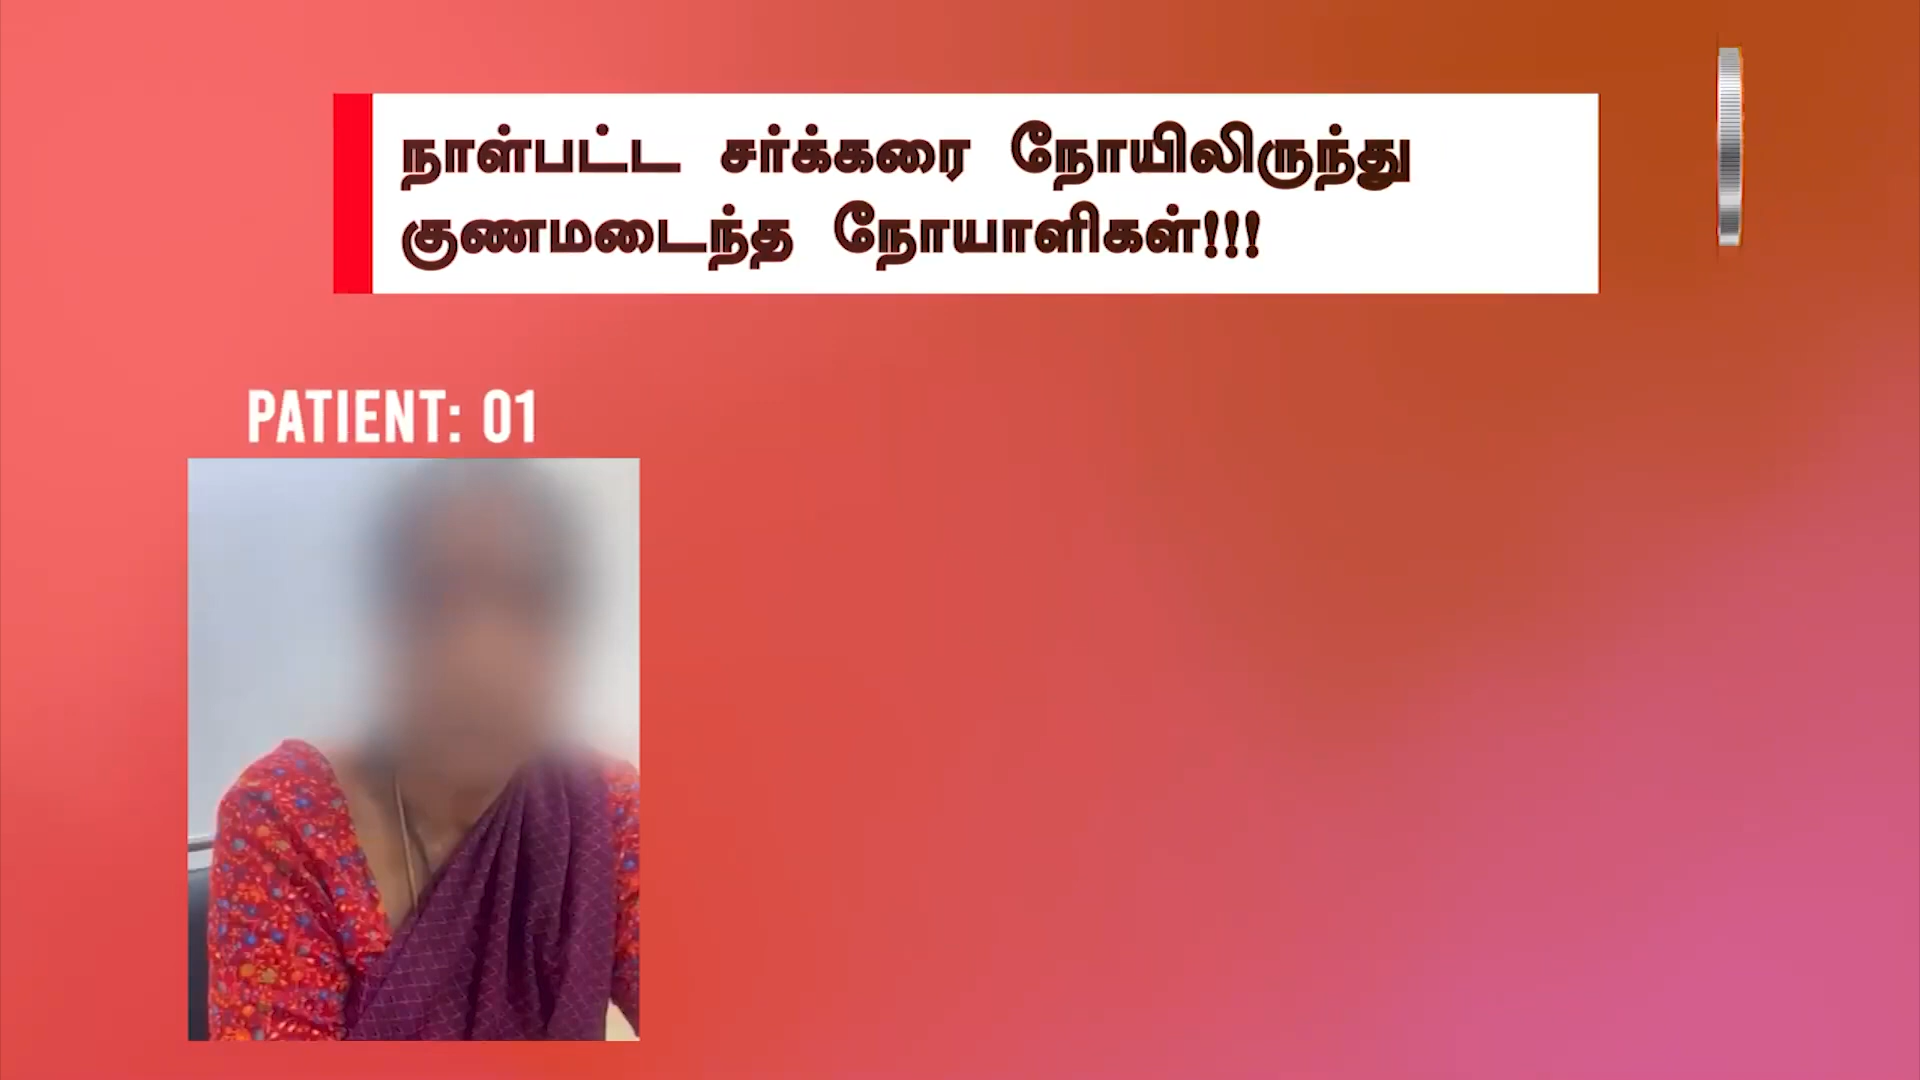 நாள்பட்ட சர்க்கரை நோயிலிருந்து
குணமடைந்த நோயாளிகள்!!!
PATIENT: 01